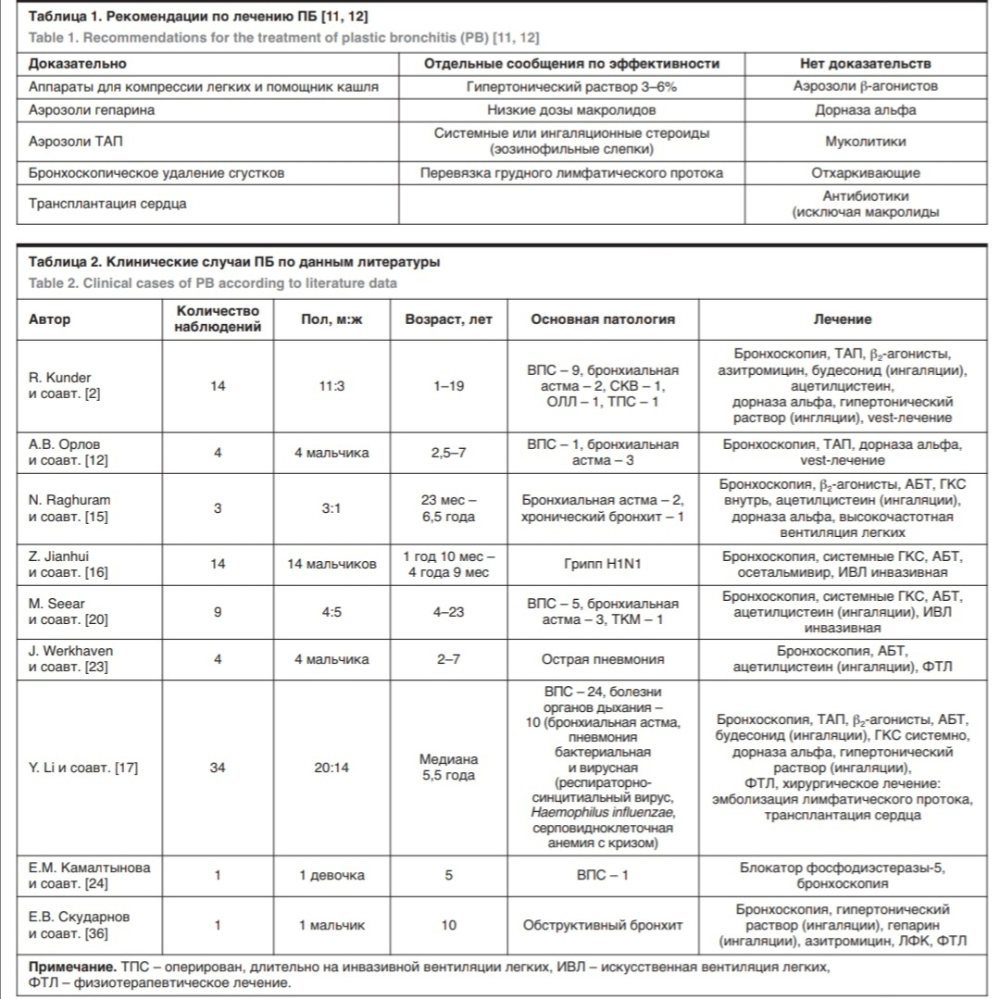 Таблица 1. Рекомендации по лечению ПБ [11, 12]
Table 1. Recommendations for the treatment of plastic bronchitis (PB) [11, 12]
Доказательно
Отдельные сообщения по эффективности
Нет доказательств
Аппараты для компрессии легких и помощник кашля
Гипертонический раствор 3–6%
Аэрозоли β-агонистов
Аэрозоли гепарина
Низкие дозы макролидов
Дорназа альфа
Аэрозоли ТАП
Системные или ингаляционные стероиды
(эозинофильные слепки)
Муколитики
Бронхоскопическое удаление сгустков
Перевязка грудного лимфатического протока
Отхаркивающие
Трансплантация сердца
Антибиотики
(исключая макролиды
Таблица 2. Клинические случаи ПБ по данным литературы
Table 2. Clinical cases of PB according to literature data
Автор
Количество
наблюдений
Пол, м:ж
Возраст, лет
Основная патология
Лечение
R. Kunder
и соавт. [2]
14
11:3
1–19
ВПС – 9, бронхиальная
астма – 2, СКВ – 1,
ОЛЛ – 1, ТПС – 1
Бронхоскопия, ТАП, β2-агонисты,
азитромицин, будесонид (ингаляции),
ацетилцистеин,
дорназа альфа, гипертонический
раствор (ингляции), vest-лечение
А.В. Орлов
и соавт. [12]
4
4 мальчика
2,5–7
ВПС – 1, бронхиальная
астма – 3
Бронхоскопия, ТАП, дорназа альфа,
vest-лечение
N. Raghuram
и соавт. [15]
3
3:1
23 мес –
6,5 года
Бронхиальная астма – 2,
хронический бронхит – 1
Бронхоскопия, β2-агонисты, АБТ, ГКС
внутрь, ацетилцистеин (ингаляции),
дорназа альфа, высокочастотная
вентиляция легких
Z. Jianhui
и соавт. [16]
14
14 мальчиков
1 год 10 мес –
4 года 9 мес
Грипп H1N1
Бронхоскопия, системные ГКС, АБТ,
осетальмивир, ИВЛ инвазивная
M. Seear
и соавт. [20]
9
4:5
4–23
ВПС – 5, бронхиальная
астма – 3, ТКМ – 1
Бронхоскопия, системные ГКС, АБТ,
ацетилцистеин (ингаляции), ИВЛ
инвазивная
J. Werkhaven
и соавт. [23]
4
4 мальчика
2–7
Острая пневмония
Бронхоскопия, АБТ,
ацетилцистеин (ингаляции), ФТЛ
Y. Li и соавт. [17]
34
20:14
Медиана
5,5 года
ВПС – 24, болезни
органов дыхания –
10 (бронхиальная астма,
пневмония
бактериальная
и вирусная
(респираторно-
синцитиальный вирус,
Haemophilus influenzae,
серповидноклеточная
анемия с кризом)
Бронхоскопия, ТАП, β2-агонисты, АБТ,
будесонид (ингаляции), ГКС системно,
дорназа альфа, гипертонический
раствор (ингаляции),
ФТЛ, хирургическое лечение:
эмболизация лимфатического протока,
трансплантация сердца
Е.М. Камалтынова
и соавт. [24]
1
1 девочка
5
ВПС – 1
Блокатор фосфодиэстеразы-5,
бронхоскопия
Е.В. Скударнов
и соавт. [36]
1
1 мальчик
10
Обструктивный бронхит
Бронхоскопия, гипертонический
раствор (ингаляции), гепарин
(ингаляции), азитромицин, ЛФК, ФТЛ
Примечание. ТПС – оперирован, длительно на инвазивной вентиляции легких, ИВЛ – искусственная вентиляция легких,
ФТЛ – физиотерапевтическое лечение.